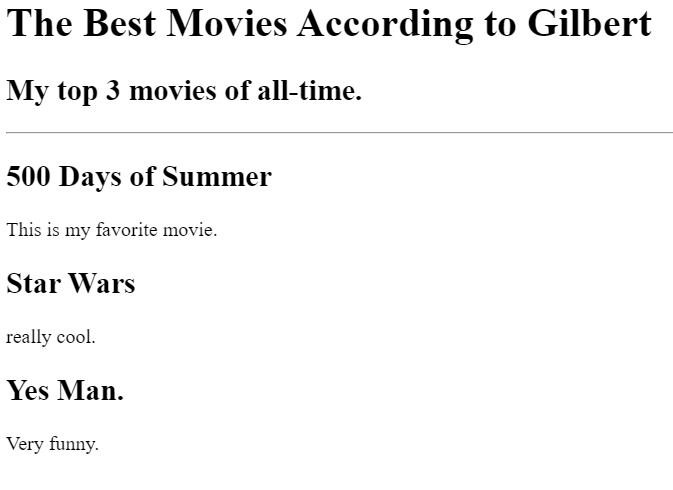 The Best Movies According to Gilbert
My top 3 movies of all-time.
500 Days of Summer
This is my favorite movie.
Star Wars
really cool.
Yes Man.
Very funny.